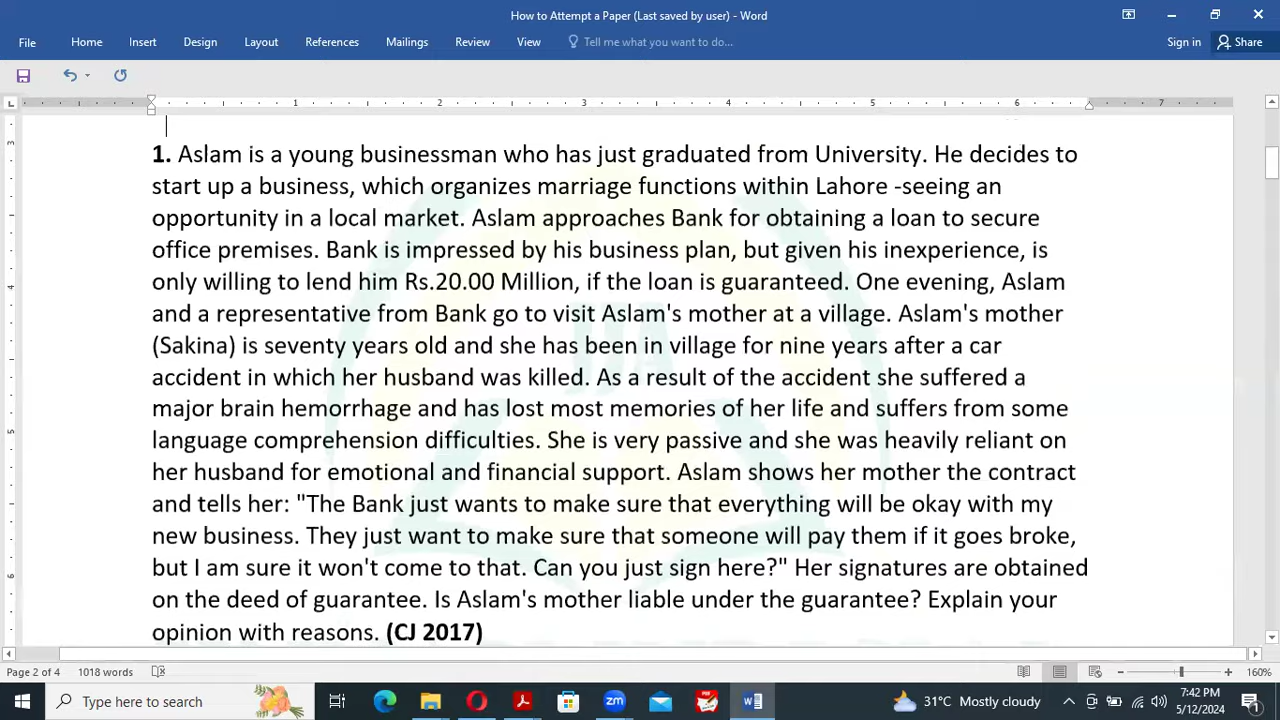 How to Attempt a Paper (Last saved by user) - Word
File Home Insert Design Layout References Mailings Review View Tell me what you want to do... Sign in Share
1 2 3 4 5 6 7
1. Aslam is a young businessman who has just graduated from University. He decides to
start up a business, which organizes marriage functions within Lahore -seeing an
opportunity in a local market. Aslam approaches Bank for obtaining a loan to secure
office premises. Bank is impressed by his business plan, but given his inexperience, is
only willing to lend him Rs.20.00 Million, if the loan is guaranteed. One evening, Aslam
and a representative from Bank go to visit Aslam's mother at a village. Aslam's mother
(Sakina) is seventy years old and she has been in village for nine years after a car
accident in which her husband was killed. As a result of the accident she suffered a
major brain hemorrhage and has lost most memories of her life and suffers from some
language comprehension difficulties. She is very passive and she was heavily reliant on
her husband for emotional and financial support. Aslam shows her mother the contract
and tells her: "The Bank just wants to make sure that everything will be okay with my
new business. They just want to make sure that someone will pay them if it goes broke,
but I am sure it won't come to that. Can you just sign here?" Her signatures are obtained
on the deed of guarantee. Is Aslam's mother liable under the guarantee? Explain your
opinion with reasons. (CJ 2017)
3
4
5
6
Page 2 of 4 1018 words 160%
Type here to search 31°C Mostly cloudy 7:42 PM
5/12/2024